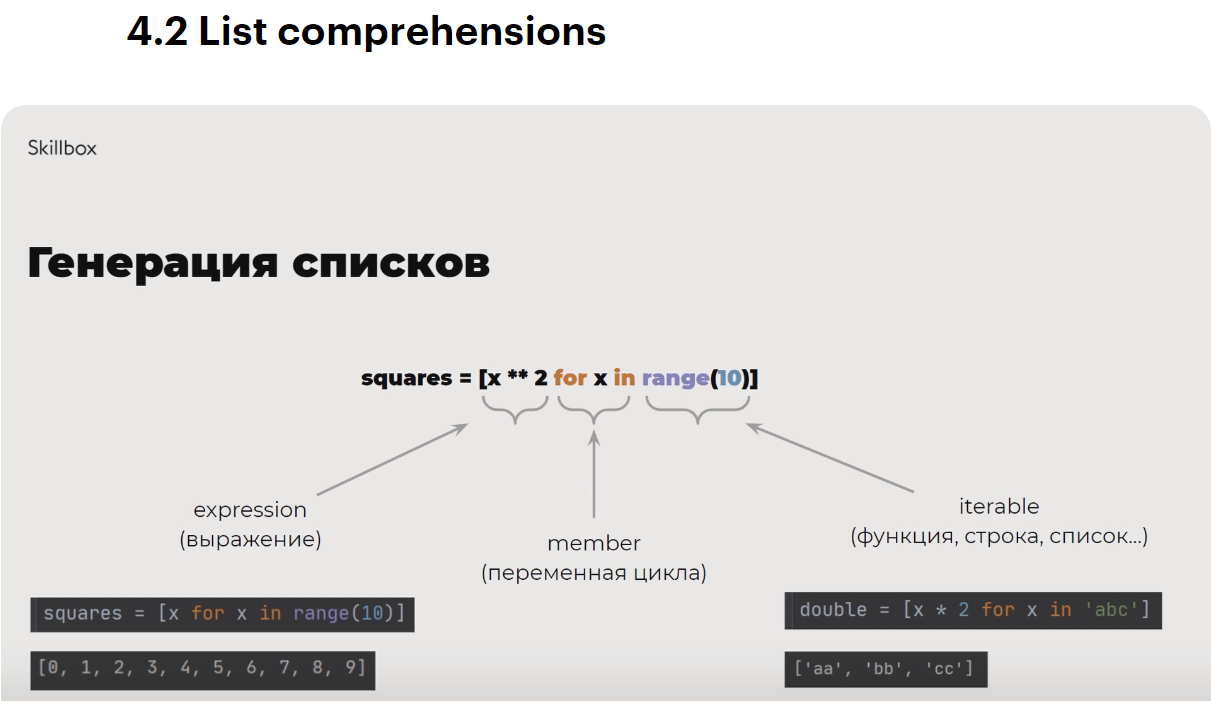 4.2 List comprehensions
Skillbox
Генерация списков
squares = [x ** 2 for x in range(10)]
expression
(выражение)
member
(переменная цикла)
iterable
(функция, строка, список...)
squares = [x for x in range(10)]
[0, 1, 2, 3, 4, 5, 6, 7, 8, 9]
double = [x * 2 for x in 'abc']
['aa', 'bb', 'cc']